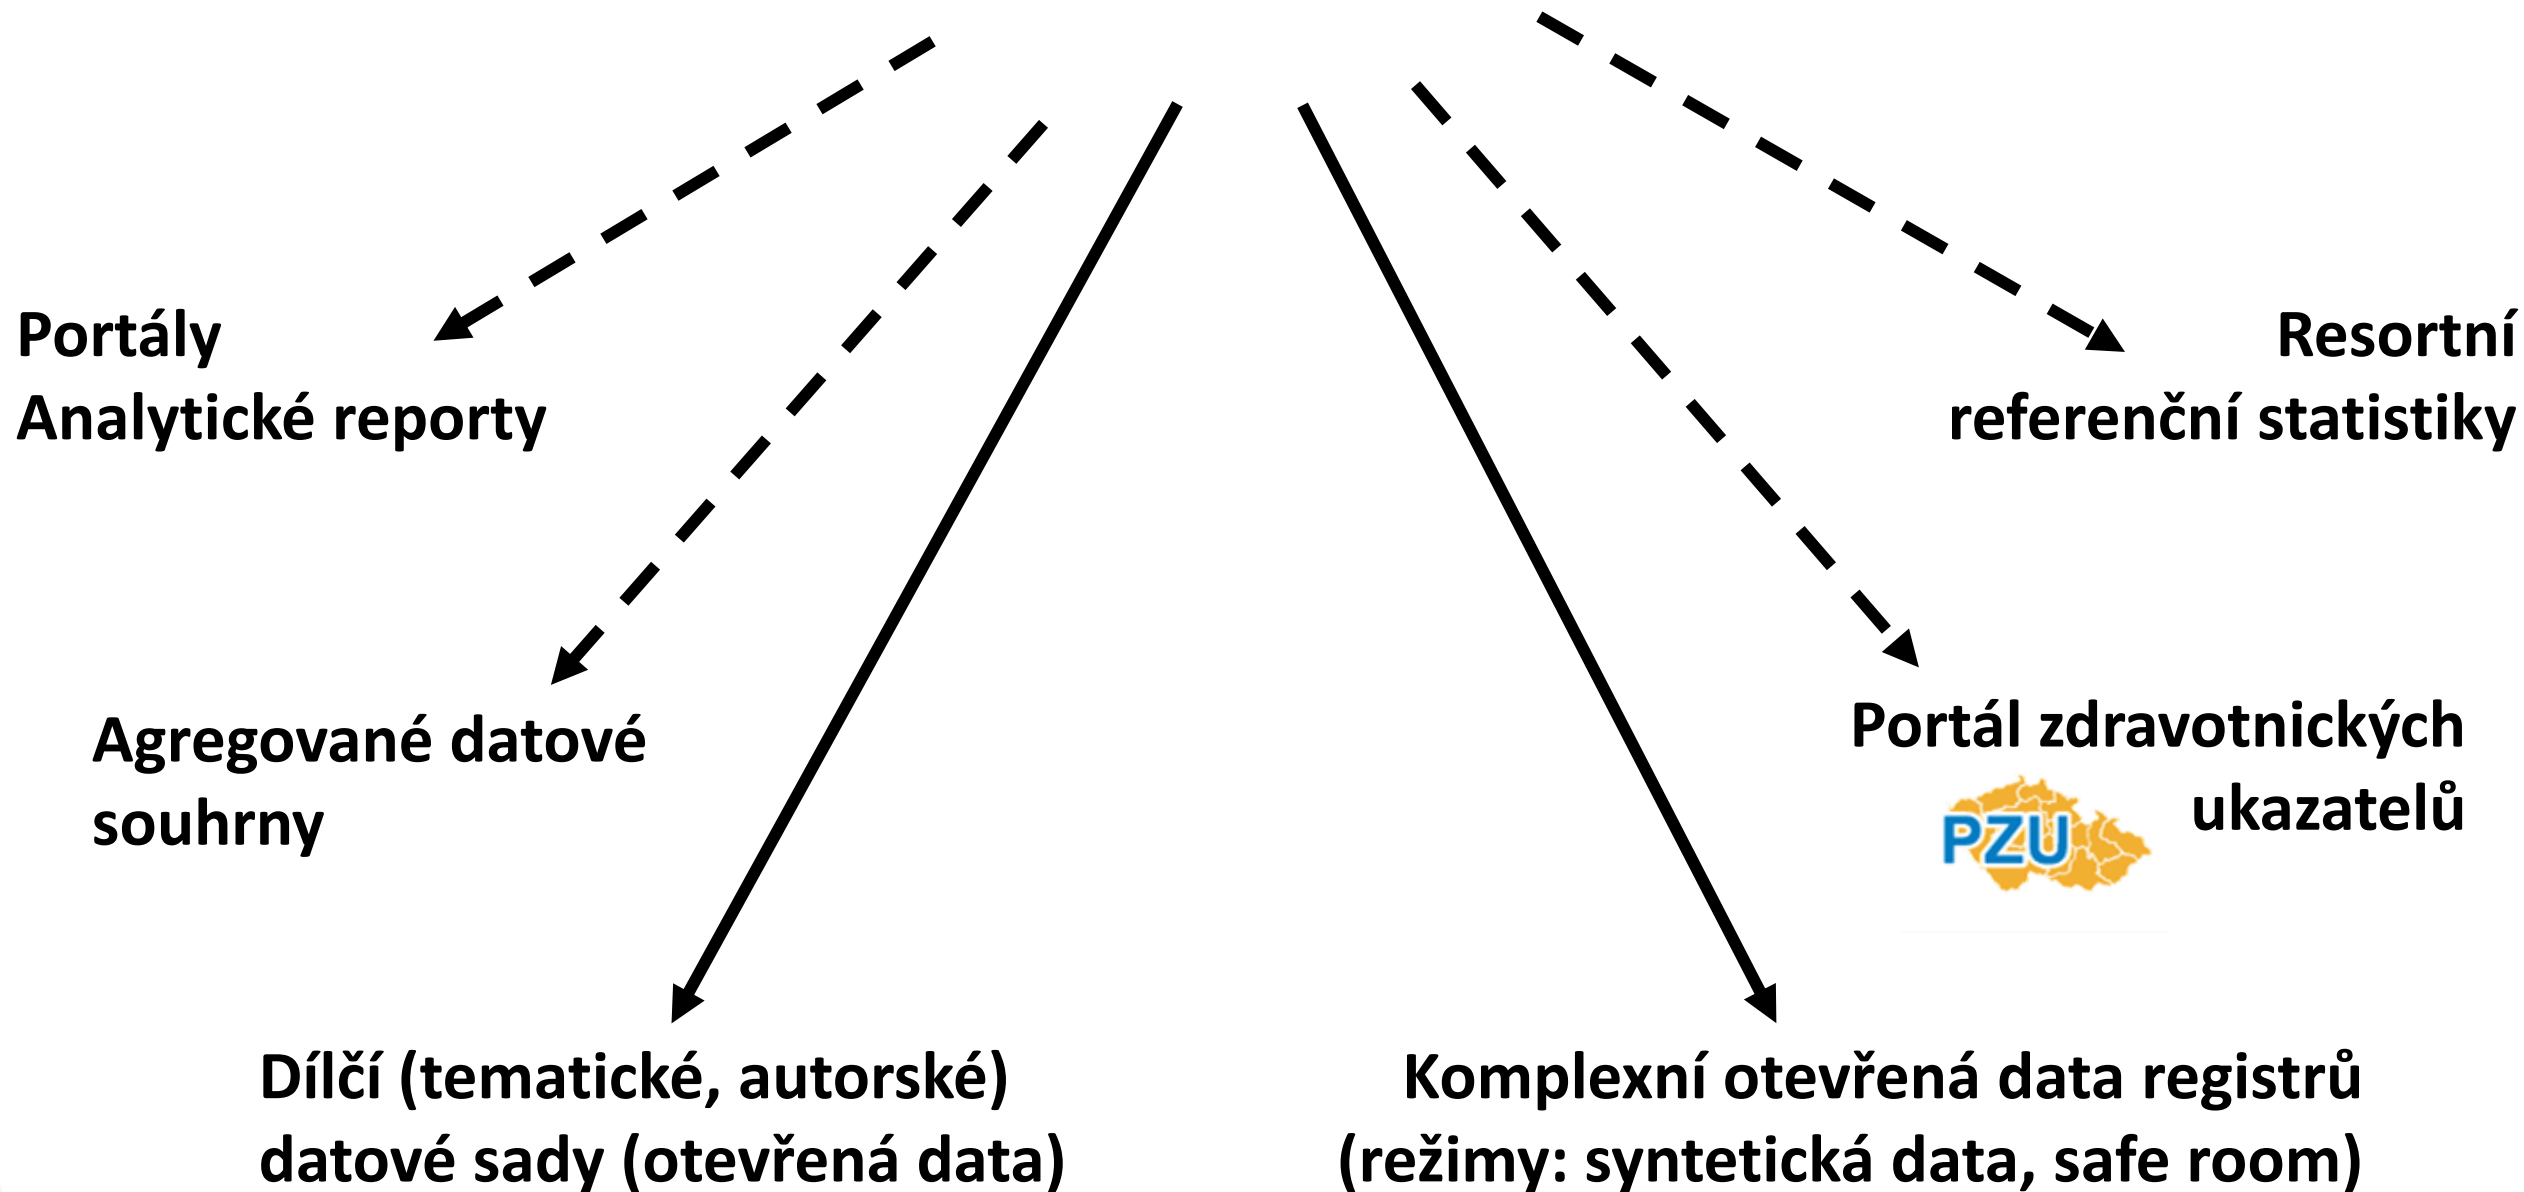 Portály
Analytické reporty
Resortní
referenční statistiky
Agregované datové
souhrny
Portál zdravotnických
ukazatelů
PZU
Dílčí (tematické, autorské)
datové sady (otevřená data)
Komplexní otevřená data registrů
(režimy: syntetická data, safe room)